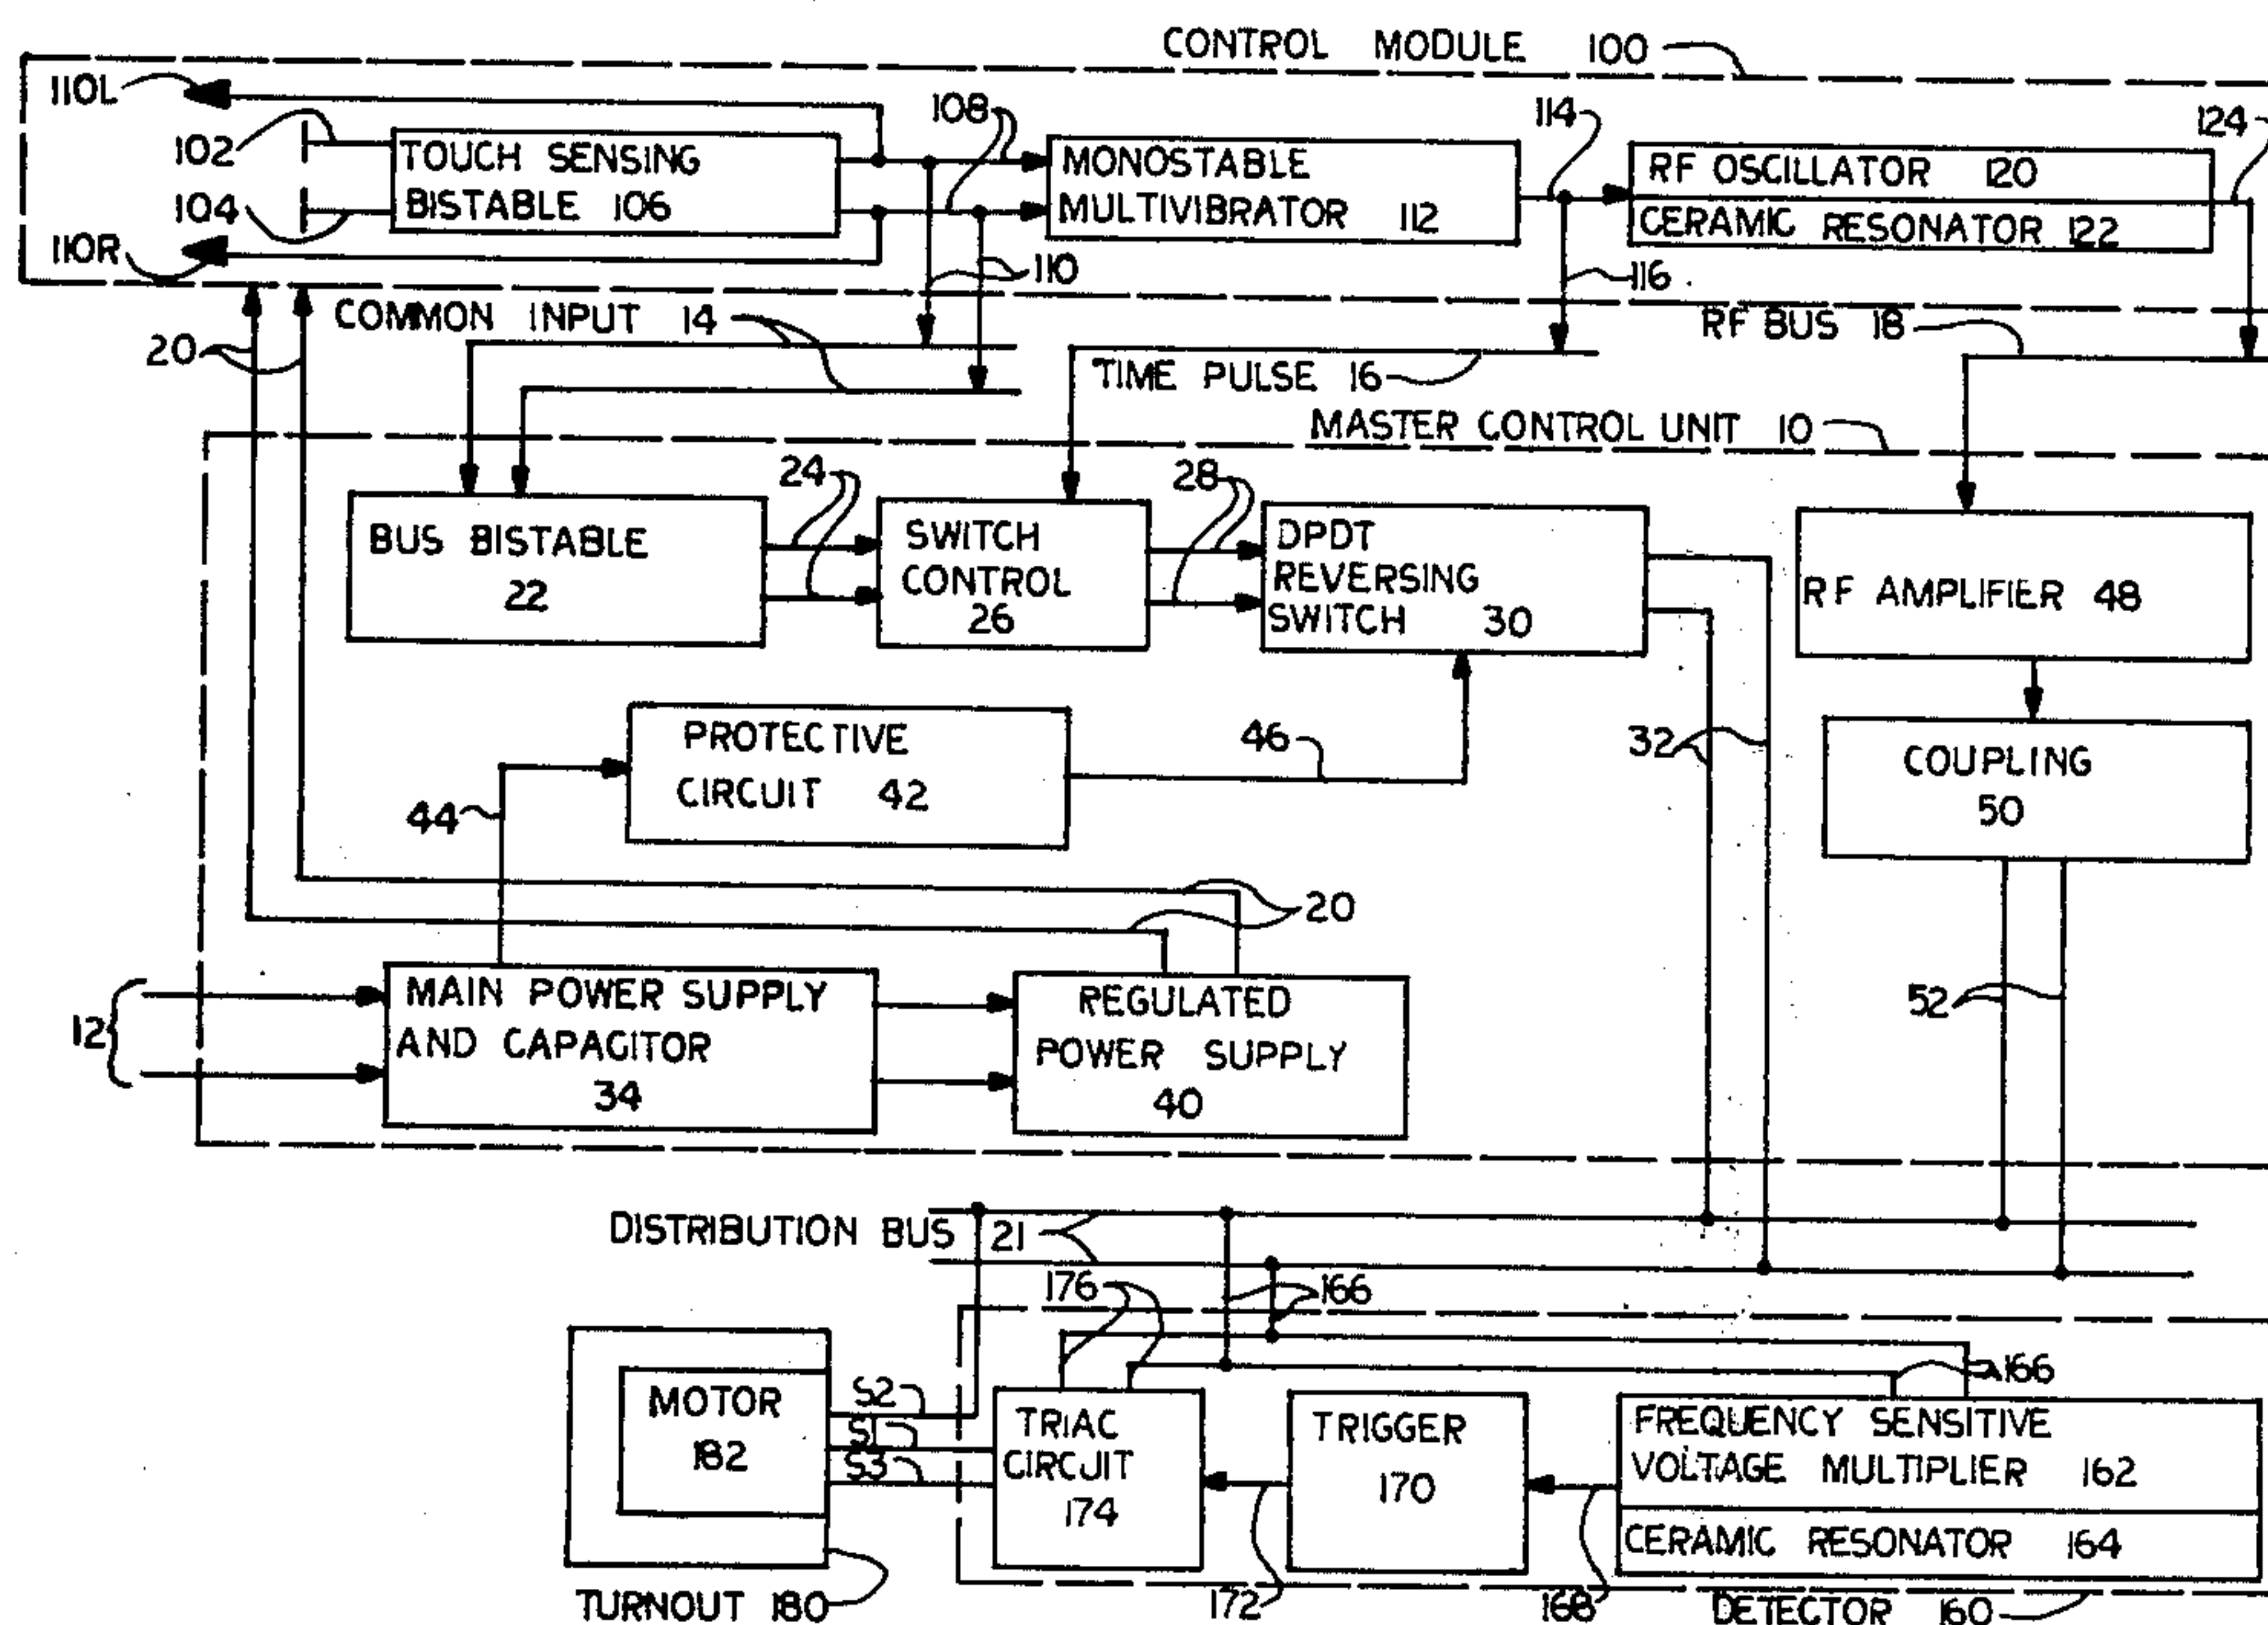 CONTROL MODULE 100
110L
108
114
124
102
TOUCH SENSING
BISTABLE 106
MONOSTABLE
MULTIVIBRATOR 112
RF OSCILLATOR 120
CERAMIC RESONATOR 122
104
110R
110
116
COMMON INPUT 14
RF BUS 18
20
TIME PULSE 16
MASTER CONTROL UNIT 10
24
28
BUS BISTABLE
22
SWITCH
CONTROL
26
DPDT
REVERSING
SWITCH 30
RF AMPLIFIER 48
PROTECTIVE
CIRCUIT 42
46
32
COUPLING
50
44
20
12
MAIN POWER SUPPLY
AND CAPACITOR
34
REGULATED
POWER SUPPLY
40
52
DISTRIBUTION BUS 21
176
166
166
MOTOR
182
S2
S1
S3
TRIAC
CIRCUIT
174
TRIGGER
170
FREQUENCY SENSITIVE
VOLTAGE MULTIPLIER 162
CERAMIC RESONATOR 164
TURNOUT 180
172
168
DETECTOR 160